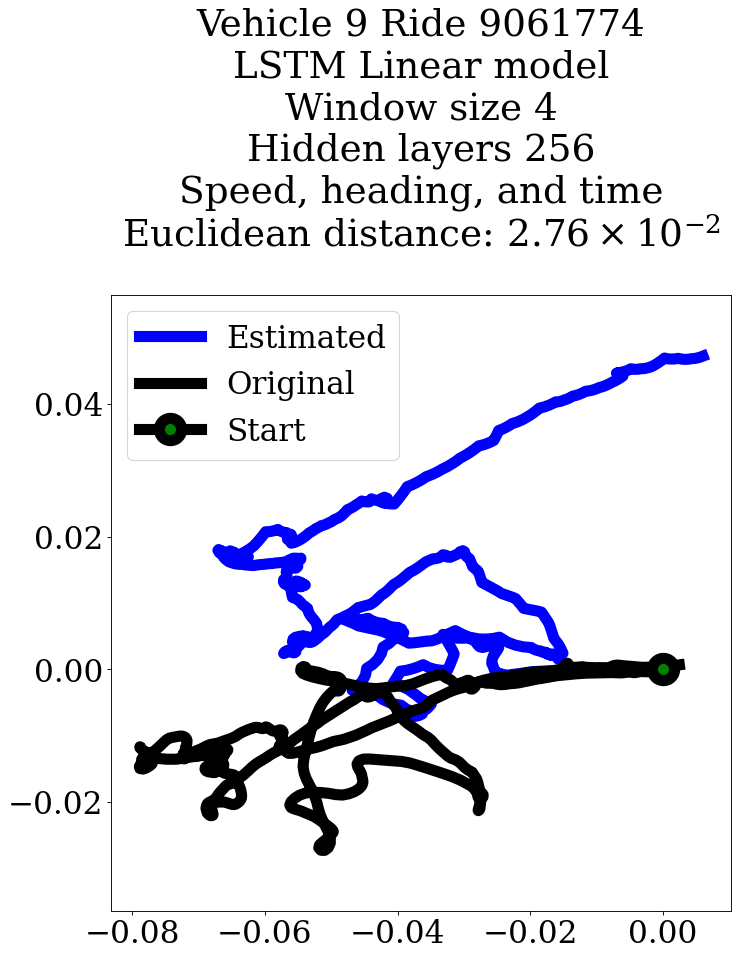 Vehicle 9 Ride 9061774
LSTM Linear model
Window size 4
Hidden layers 256
Speed, heading, and time
Euclidean distance: 2.76 × 10⁻²
Estimated
Original
Start
0.04
0.02
0.00
−0.02
−0.08 −0.06 −0.04 −0.02 0.00